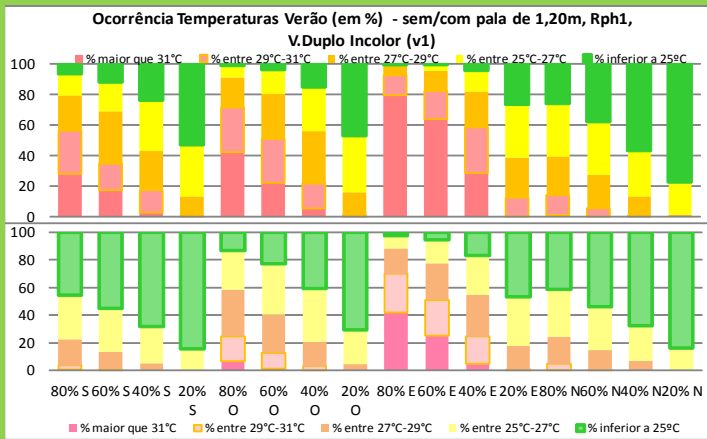 Ocorrência Temperaturas Verão (em %)  - sem/com pala de 1,20m, Rph1,
V.Duplo Incolor (v1)
% maior que 31°C % entre 29°C-31°C % entre 27°C-29°C % entre 25°C-27°C % inferior a 25ºC
100
80
60
40
20
0
100
80
60
40
20
0
80% S 60% S 40% S 20% S 80% O 60% O 40% O 20% O 80% E 60% E 40% E 20% E 80% N 60% N 40% N 20% N
% maior que 31°C % entre 29°C-31°C % entre 27°C-29°C % entre 25°C-27°C % inferior a 25ºC